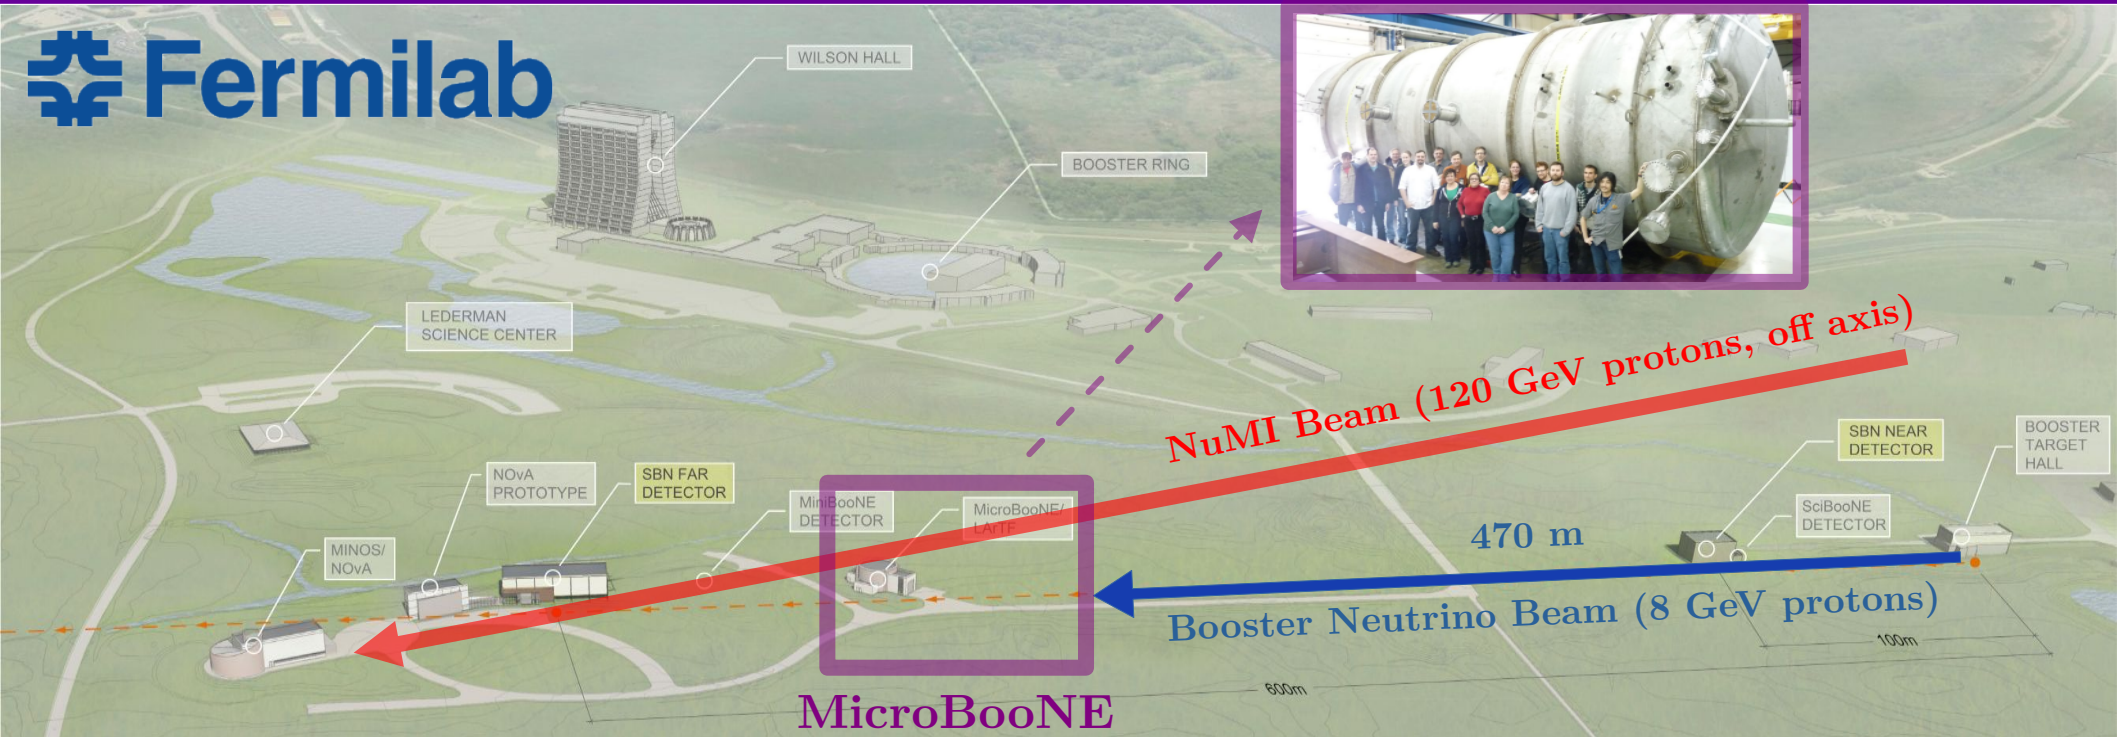 Fermilab
WILSON HALL
BOOSTER RING
LEDERMAN
SCIENCE CENTER
NuMI Beam (120 GeV protons, off axis)
SBN NEAR
DETECTOR
BOOSTER
TARGET
HALL
NOvA
PROTOTYPE
SBN FAR
DETECTOR
MiniBooNE
DETECTOR
MicroBooNE/
LArTF
SciBooNE
DETECTOR
MINOS/
NOvA
470 m
Booster Neutrino Beam (8 GeV protons)
100m
600m
MicroBooNE